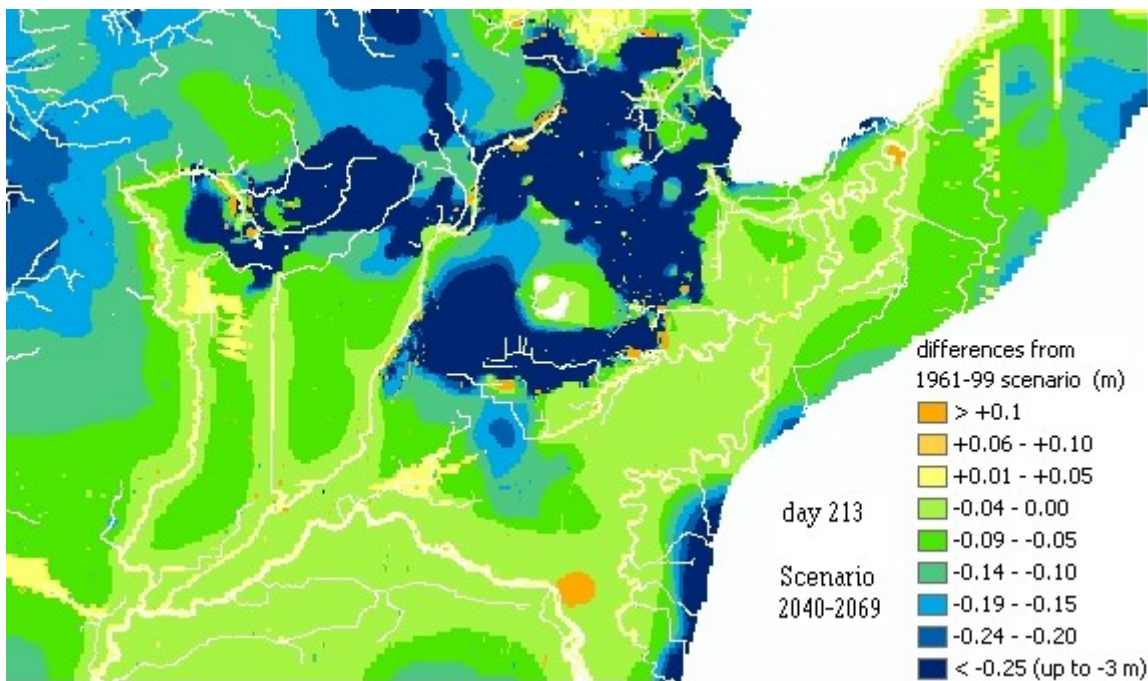 differences from
1961-99 scenario (m)
> +0.1
+0.06 - +0.10
+0.01 - +0.05
-0.04 - 0.00
-0.09 - -0.05
-0.14 - -0.10
-0.19 - -0.15
-0.24 - -0.20
< -0.25 (up to -3 m)
day 213
Scenario
2040-2069